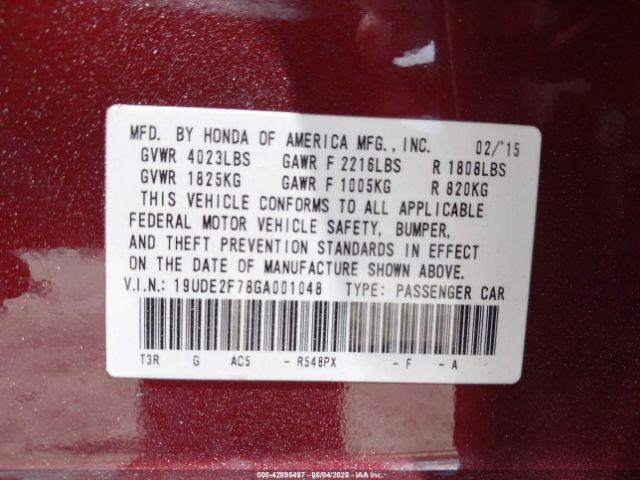 MFD. BY HONDA OF AMERICA MFG., INC. 02/'15
GVWR 4023LBS GAWR F 2216LBS R 1808LBS
GVWR 1825KG GAWR F 1005KG R 820KG
THIS VEHICLE CONFORMS TO ALL APPLICABLE
FEDERAL MOTOR VEHICLE SAFETY, BUMPER,
AND THEFT PREVENTION STANDARDS IN EFFECT
ON THE DATE OF MANUFACTURE SHOWN ABOVE.
V.I.N.: 19UDE2F78GA001048 TYPE: PASSENGER CAR
T3R G AC5 - R548PX - F - A
000-42895497 - 08/04/2025 - IAA Inc.